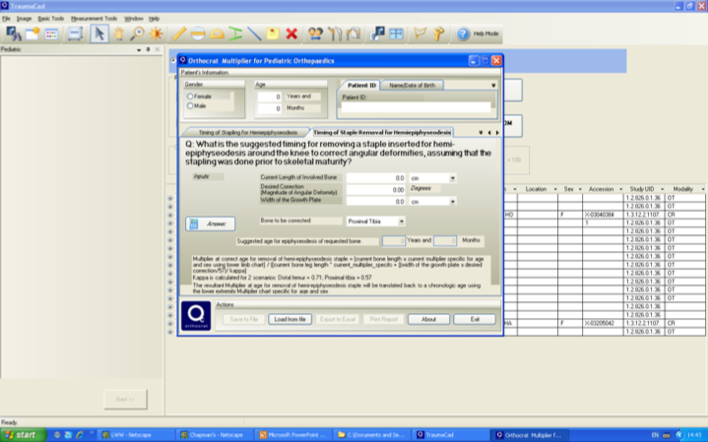 TraumaCad
File Image Basic Tools Measurement Tools Window Help
Help Mode
Pediatric
Orthocrat Multiplier for Pediatric Orthopaedics
Patient's Information
Gender
Female
Male
Age
0 Years and
0 Months
Patient ID Name/Date of Birth
Patient ID:
Timing of Stapling for Hemiepiphysiodesis Timing of Staple Removal for Hemiepiphyseodesis
Q: What is the suggested timing for removing a staple inserted for hemi-
epiphyseodesis around the knee to correct angular deformities, assuming that the
stapling was done prior to skeletal maturity?
Inputs:
Current Length of Involved Bone 0.0 cm
Desired Correction
(Magnitude of Angular Deformity) 0.00 Degrees
Width of the Growth Plate 0.0 cm
Answer
Bone to be corrected: Proximal Tibia
Suggested age for epiphyseodesis of requested bone 0 Years and 0 Months
Multiplier at correct age for removal of hemiepiphyseodesis staple = [current bone length x current multiplier specific for age
and sex using lower limb chart] / [(current bone leg length * current_multiplier_specific + [(width of the growth plate x desired
correction/57)/ kappa]
Kappa is calculated for 2 scenarios: Distal femur = 0.71, Proximal tibia = 0.57
The resultant Multiplier at age for removal of hemiepiphyseodesis staple will be translated back to a chronologic age using
the lower extremity Multiplier chart specific for age and sex
orthocrat
Actions
Save to File Load from file Export to Excel Print Report About Exit
OM
= 100
Location Sex Accession Study UID Modality
1.2.826.0.1.36 OT
1.2.826.0.1.36 OT
HO F X-03040384 1.3.12.2.1107 CR
1 1.2.826.0.1.36 OT
1.2.826.0.1.36 OT
1.2.826.0.1.36 OT
1.2.826.0.1.36 OT
1.2.826.0.1.36 OT
1.2.826.0.1.36 OT
1.2.826.0.1.36 OT
1.2.826.0.1.36 OT
1.2.826.0.1.36
1.2.826.0.1.36
1.2.826.0.1.36 OT
HA F X-03205042 1.3.12.2.1107 CR
1.2.826.0.1.36 OT
Next >>
Ready
start
LWW - Netscape
Chapman's - Netscape
Microsoft PowerPoint ...
C:\Documents and Se...
TraumaCad
Orthocrat Multiplier F...
EN
14:43